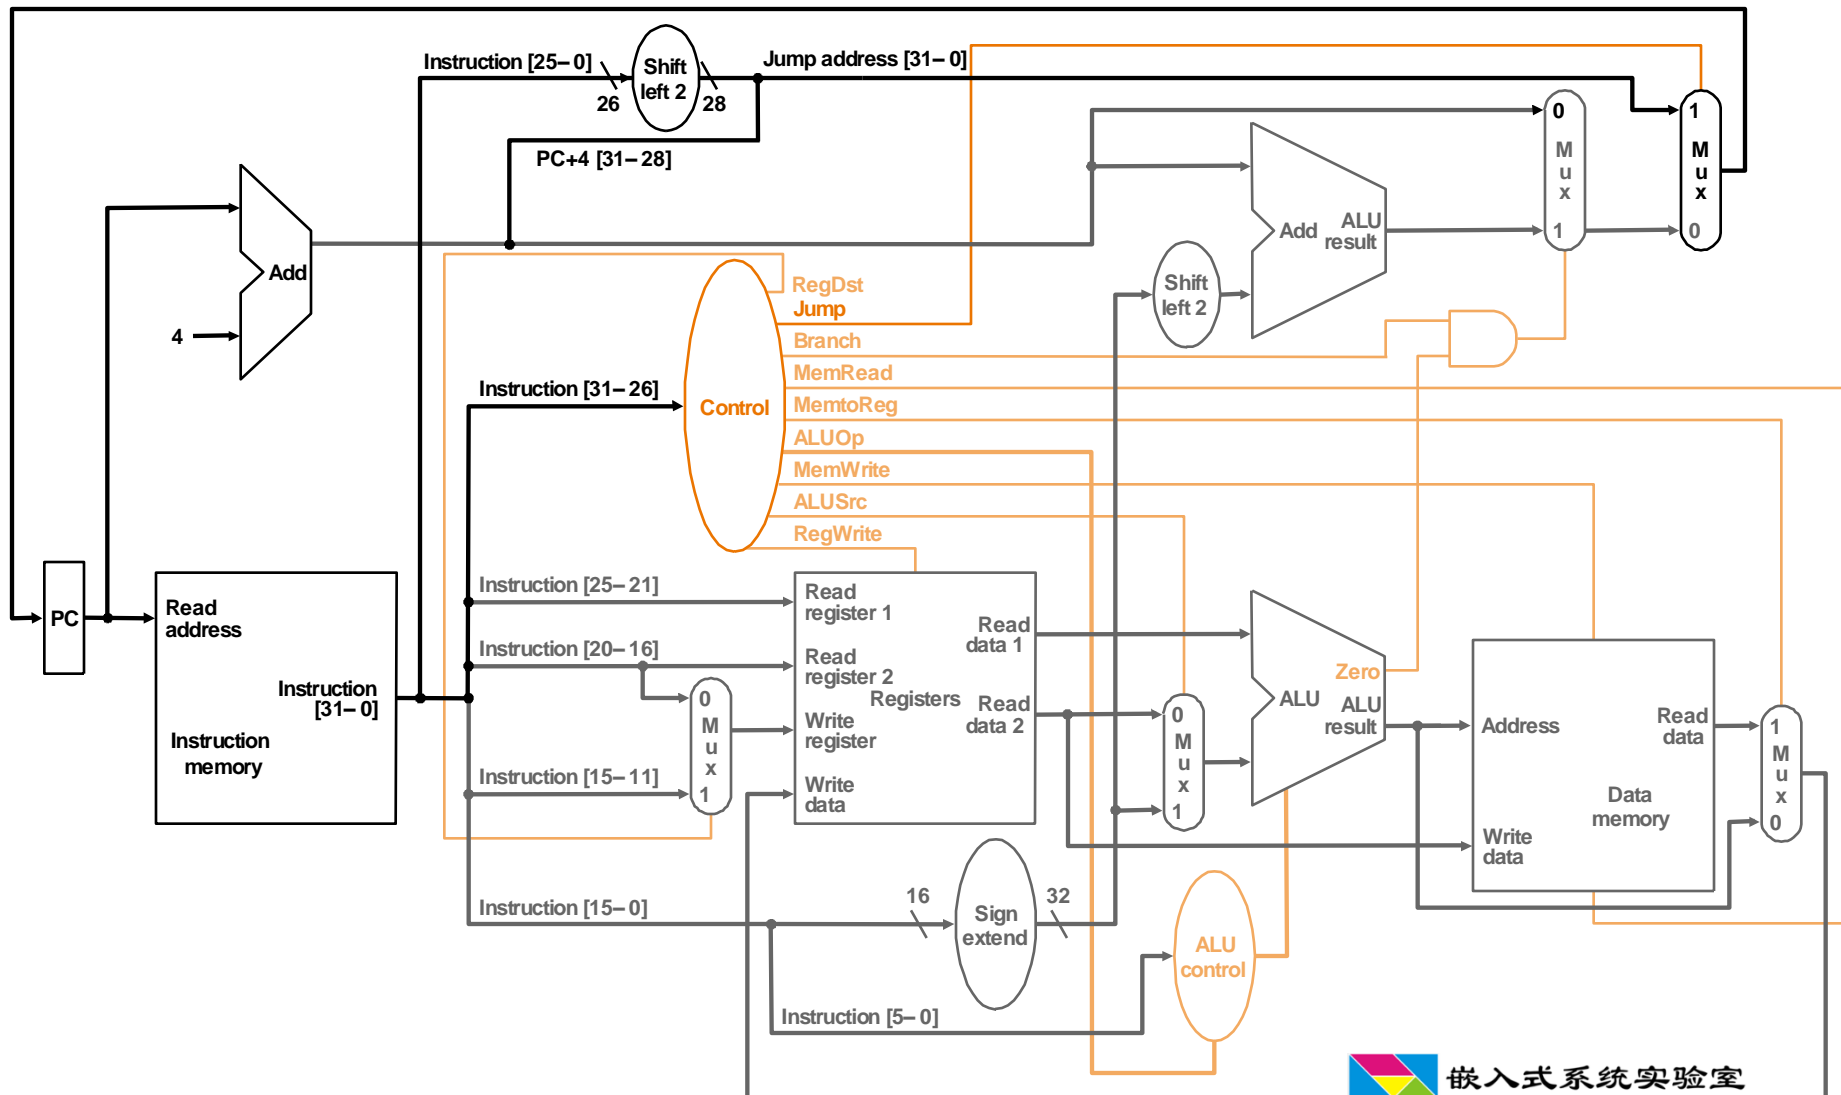 Instruction [25–0]
Shift
left 2
26
28
Jump address [31–0]
PC+4 [31–28]
0
M
u
x
1
1
M
u
x
0
Add
4
Add
ALU
result
Shift
left 2
RegDst
Jump
Branch
MemRead
MemtoReg
ALUOp
MemWrite
ALUSrc
RegWrite
Control
Instruction [31–26]
PC
Read
address
Instruction
[31–0]
Instruction
memory
Instruction [25–21]
Instruction [20–16]
Instruction [15–11]
Instruction [15–0]
Instruction [5–0]
0
M
u
x
1
Read
register 1
Read
register 2
Write
register
Write
data
Registers
Read
data 1
Read
data 2
0
M
u
x
1
Zero
ALU
ALU
result
Address
Write
data
Read
data
Data
memory
1
M
u
x
0
16
Sign
extend
32
ALU
control
嵌入式系统实验室